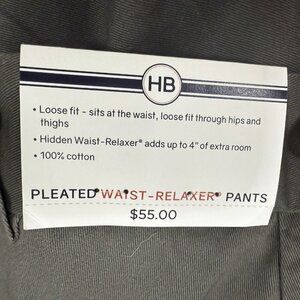 HB
• Loose fit - sits at the waist, loose fit through hips and
thighs
• Hidden Waist-Relaxer® adds up to 4" of extra room
• 100% cotton
PLEATED WAIST-RELAXER® PANTS
$55.00